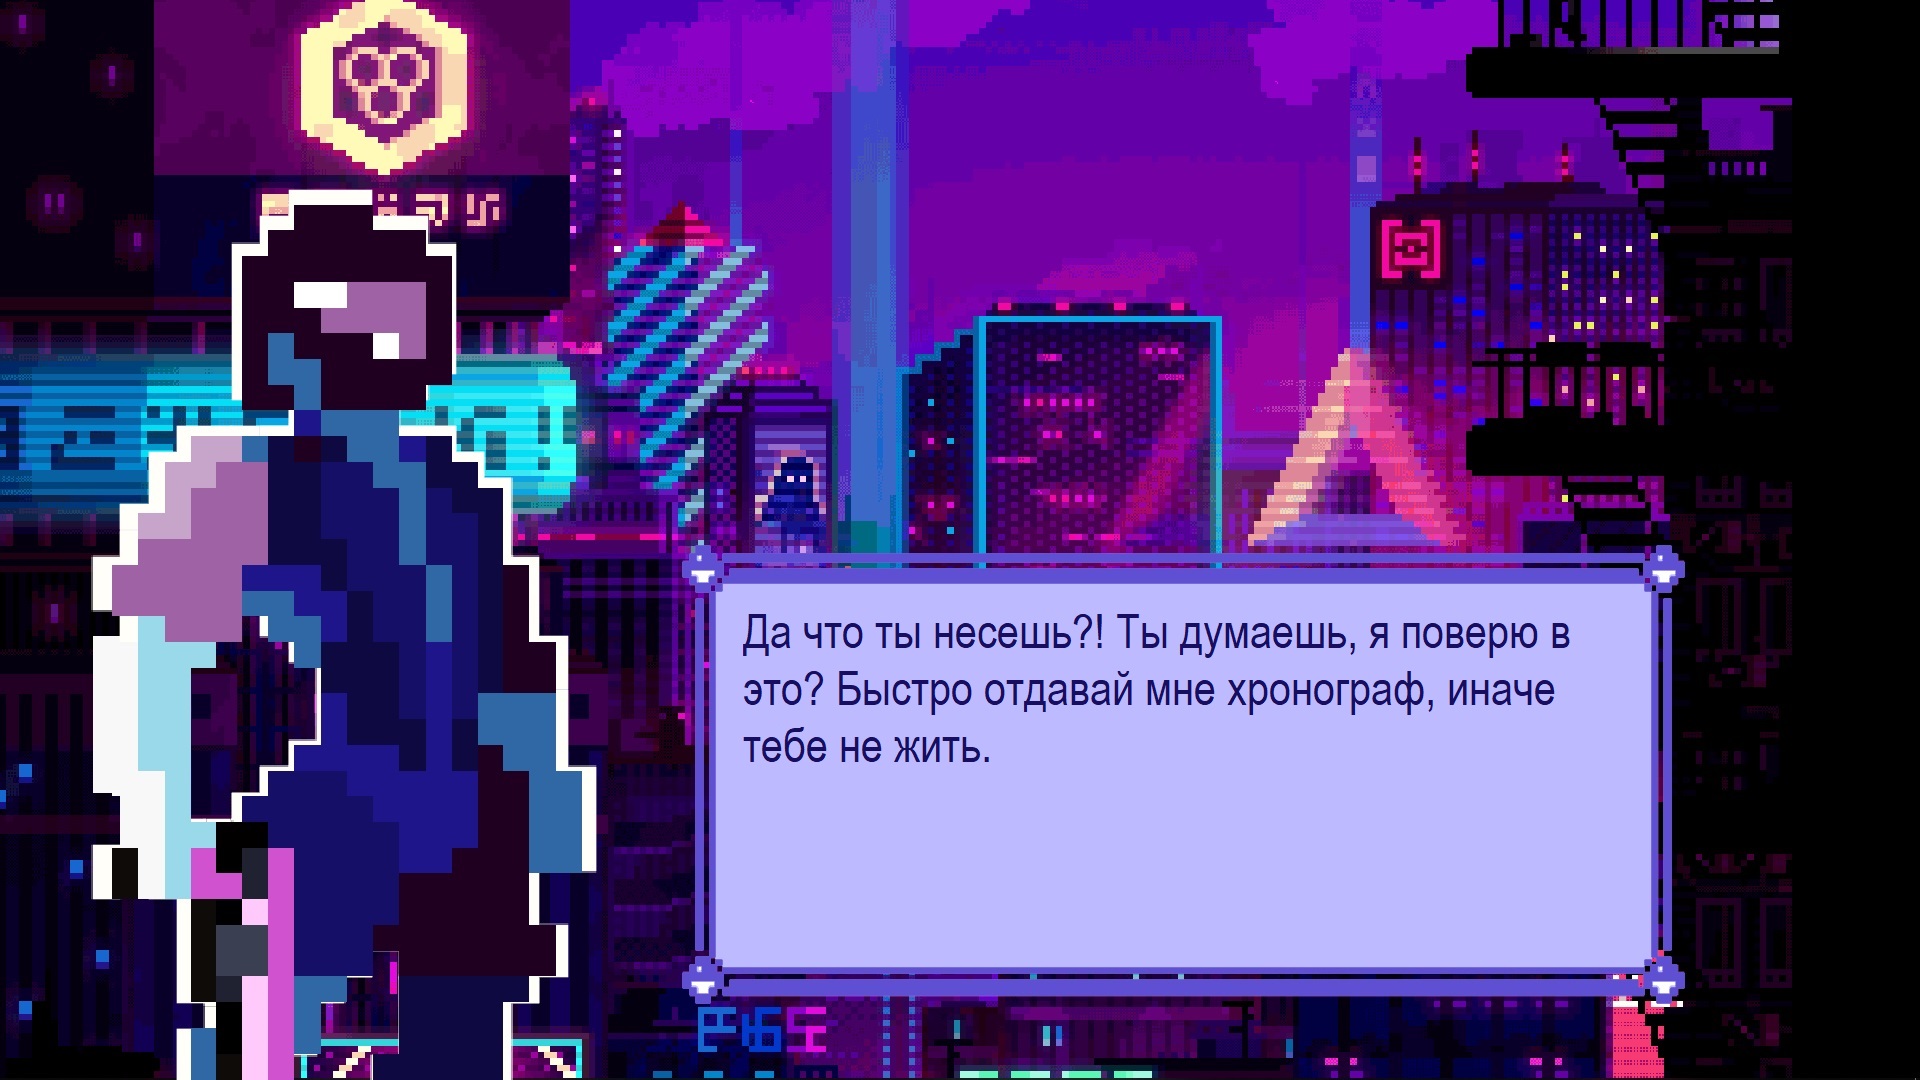 Да что ты несешь?! Ты думаешь, я поверю в
это? Быстро отдавай мне хронограф, иначе
тебе не жить.